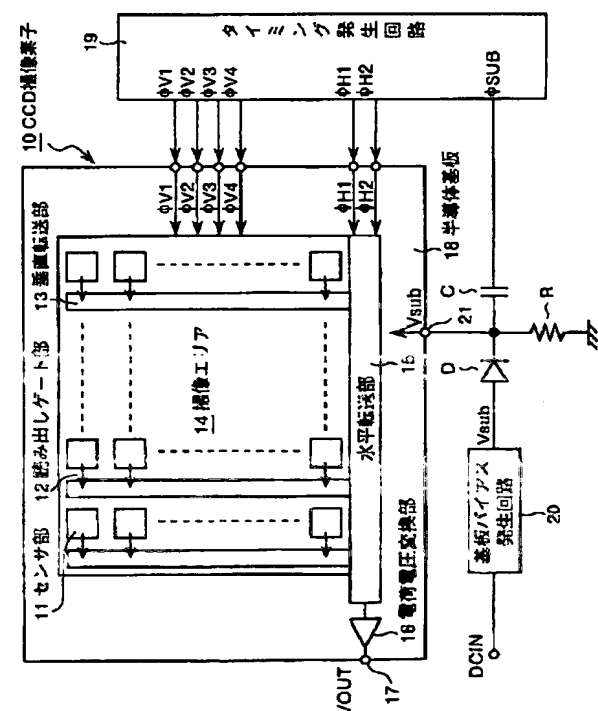 10 CCD撮像素子
19
タイミング発生回路
φV1
φV2
φV3
φV4
φH1
φH2
φSUB
φV1
φV2
φV3
φV4
φH1
φH2
11 センサ部
12 読み出しゲート部
13 垂直転送部
14 撮像エリア
水平転送部
15
16 電荷電圧変換部
17
VOUT
18 半導体基板
Vsub
21
C
R
D
Vsub
基板バイアス
発生回路
20
DCIN